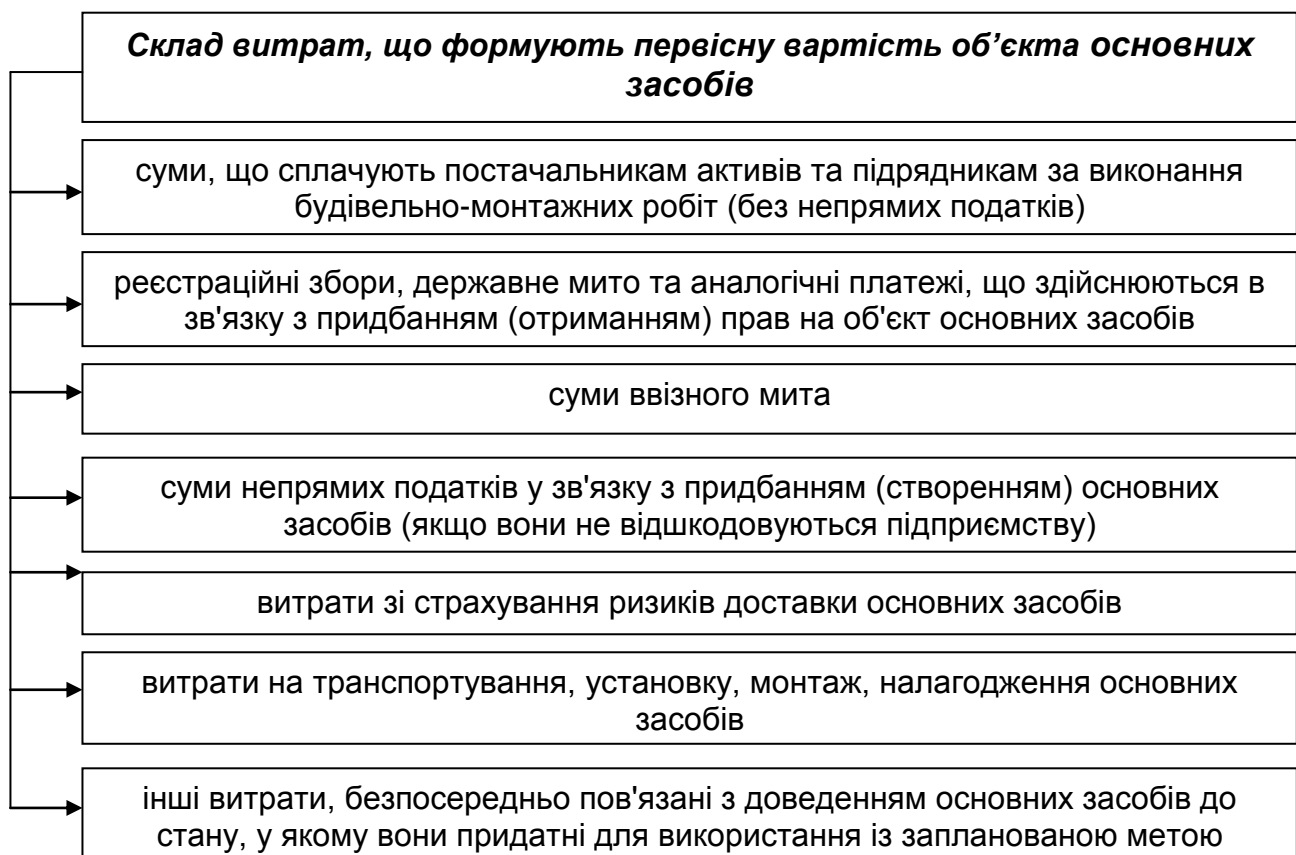 Склад витрат, що формують первісну вартість об’єкта основних
засобів
суми, що сплачують постачальникам активів та підрядникам за виконання
будівельно-монтажних робіт (без непрямих податків)
реєстраційні збори, державне мито та аналогічні платежі, що здійснюються в
зв'язку з придбанням (отриманням) прав на об'єкт основних засобів
суми ввізного мита
суми непрямих податків у зв'язку з придбанням (створенням) основних
засобів (якщо вони не відшкодовуються підприємству)
витрати зі страхування ризиків доставки основних засобів
витрати на транспортування, установку, монтаж, налагодження основних
засобів
інші витрати, безпосередньо пов'язані з доведенням основних засобів до
стану, у якому вони придатні для використання із запланованою метою